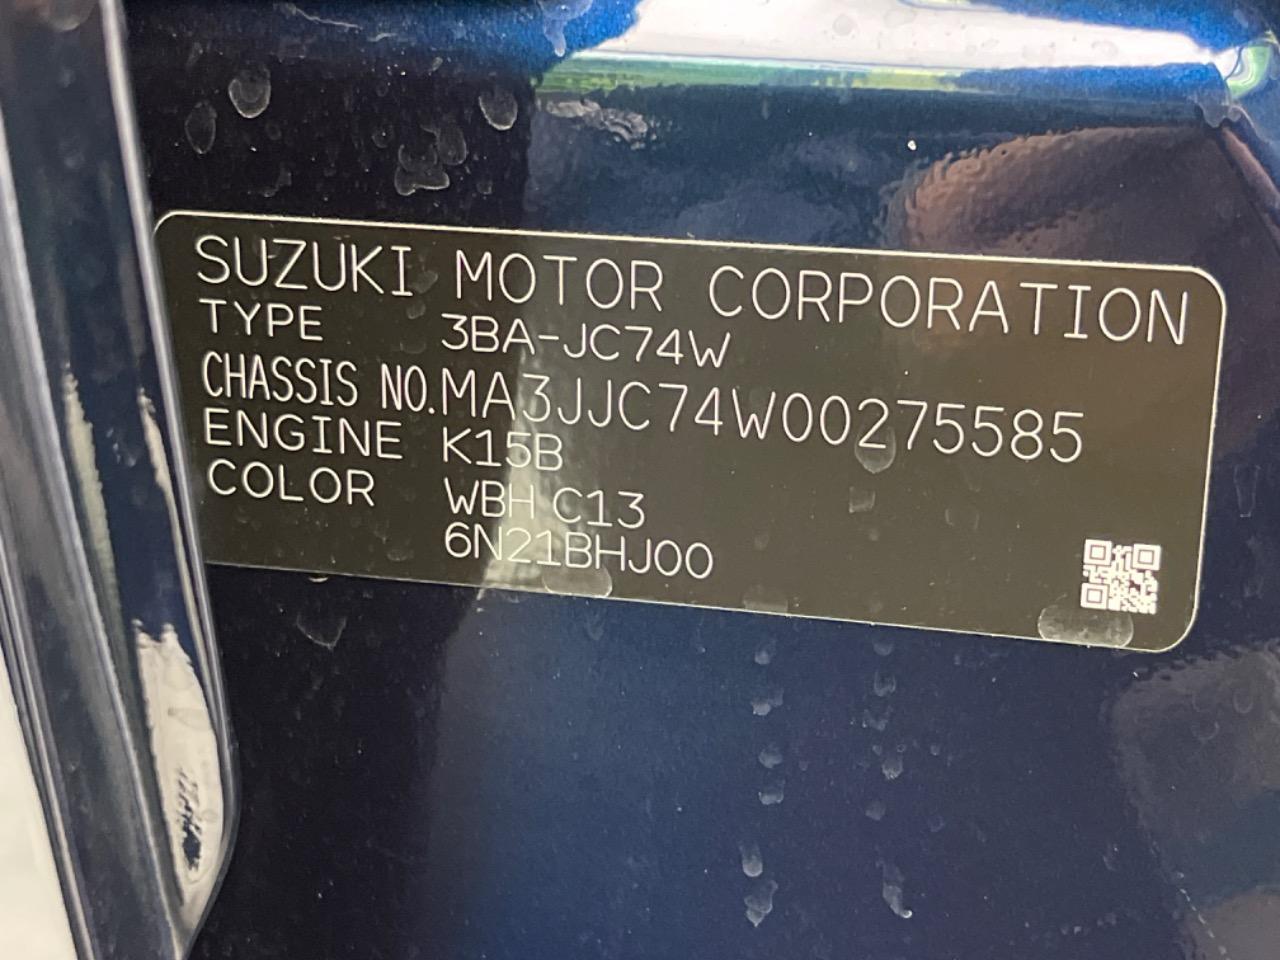 SUZUKI MOTOR CORPORATION
TYPE 3BA-JC74W
CHASSIS NO. MA3JJC74W00275585
ENGINE K15B
COLOR WBH C13
6N21BHJ00